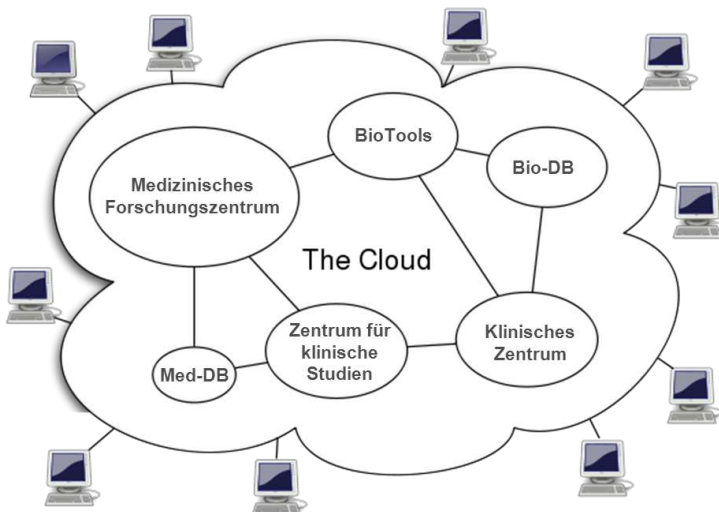 BioTools
Bio-DB
Medizinisches
Forschungszentrum
The Cloud
Zentrum für
klinische
Studien
Klinisches
Zentrum
Med-DB